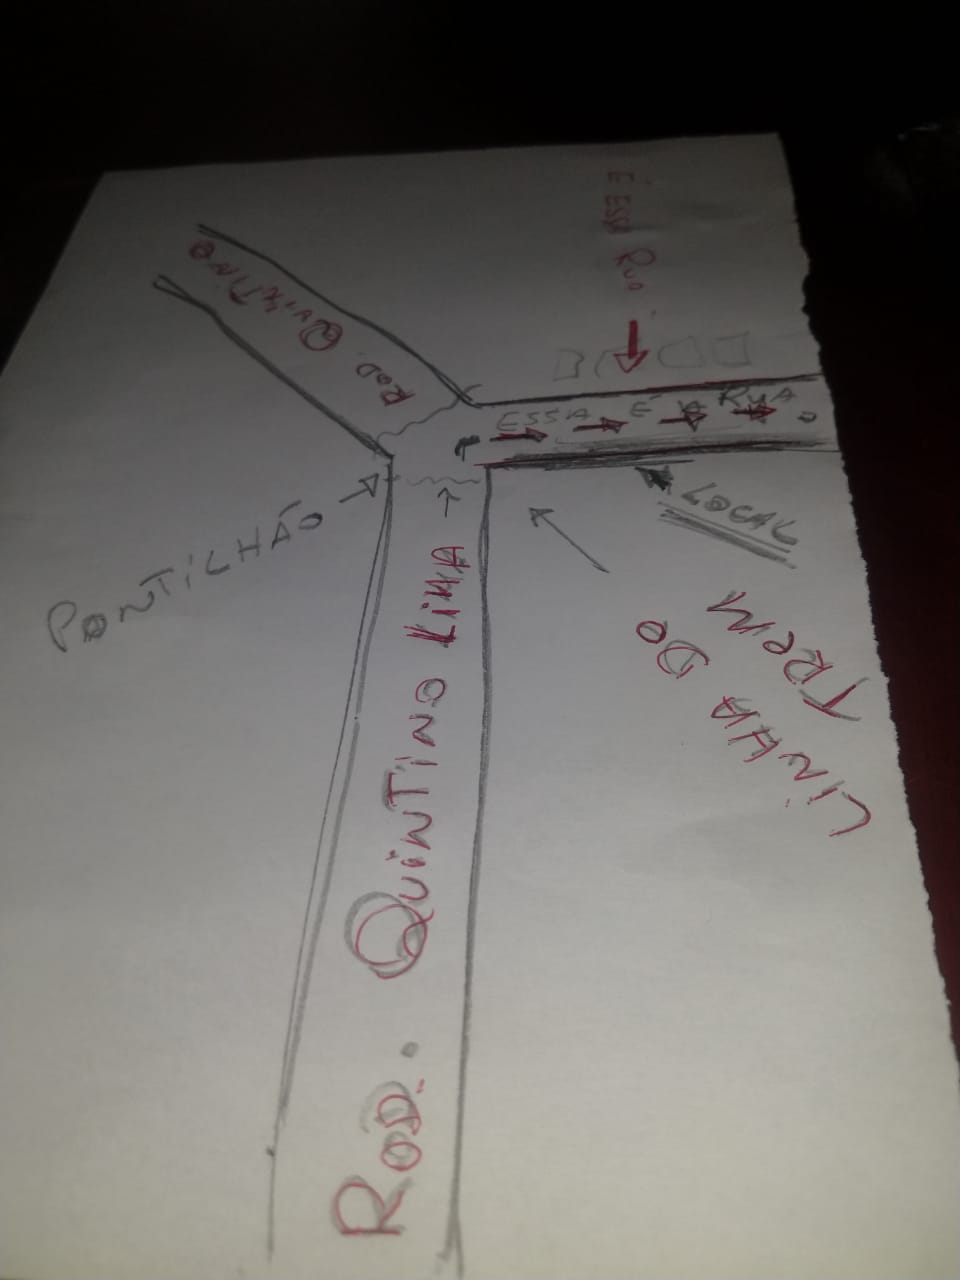 É ESSA RUA.
ROD. QUINTINO
ESSA É A RUA.
LOCAL
PONTILHÃO
LINHA DO
TREM
ROD. QUINTINO LIMA